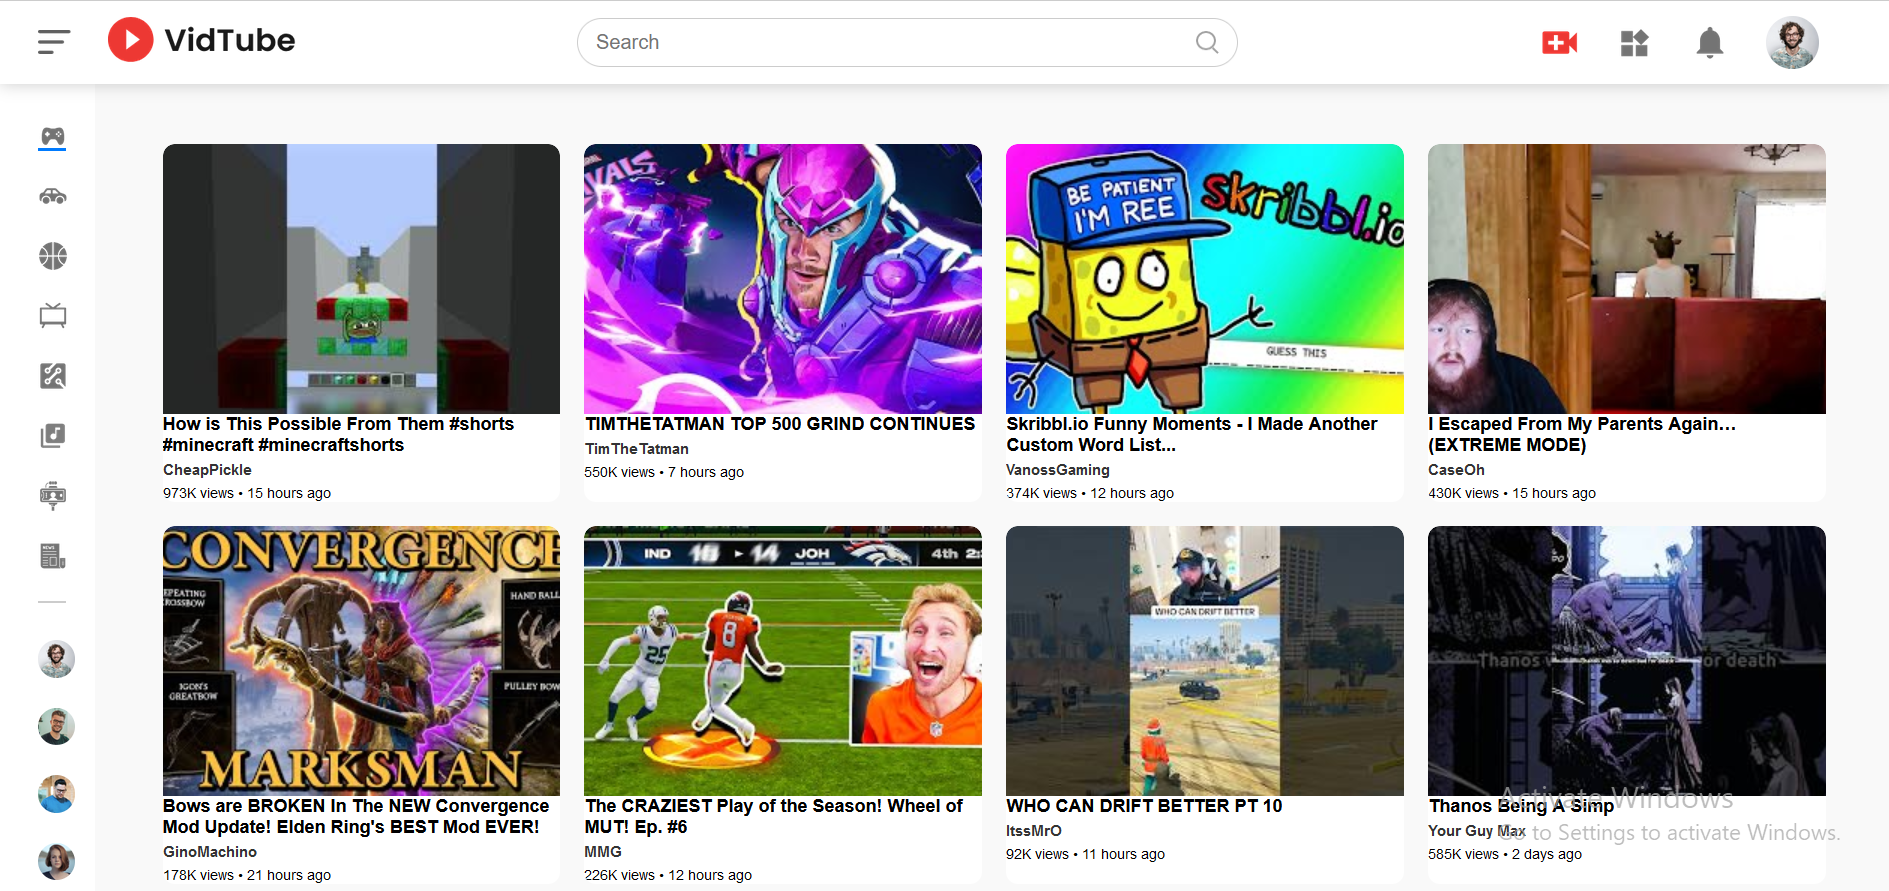 VidTube
Search
RIVALS
BE PATIENT
I'M REE
skribbl.io
GUESS THIS
How is This Possible From Them #shorts
#minecraft #minecraftshorts
CheapPickle
973K views • 15 hours ago
TIMTHETATMAN TOP 500 GRIND CONTINUES
TimTheTatman
550K views • 7 hours ago
Skribbl.io Funny Moments - I Made Another
Custom Word List...
VanossGaming
374K views • 12 hours ago
I Escaped From My Parents Again…
(EXTREME MODE)
CaseOh
430K views • 15 hours ago
CONVERGENCE
REPEATING
CROSSBOW
HAND BALL
IGON'S
GREATBOW
PULLEY BOW
MARKSMAN
IND 16 ▸ 14 JOH 4th
25
8
WHO CAN DRIFT BETTER
Thanos
for death
Bows are BROKEN In The NEW Convergence
Mod Update! Elden Ring's BEST Mod EVER!
GinoMachino
178K views • 21 hours ago
The CRAZIEST Play of the Season! Wheel of
MUT! Ep. #6
MMG
226K views • 12 hours ago
WHO CAN DRIFT BETTER PT 10
ItssMrO
92K views • 11 hours ago
Thanos Being A Simp
Your Guy Max
585K views • 2 days ago
Activate Windows
Go to Settings to activate Windows.
NEWS